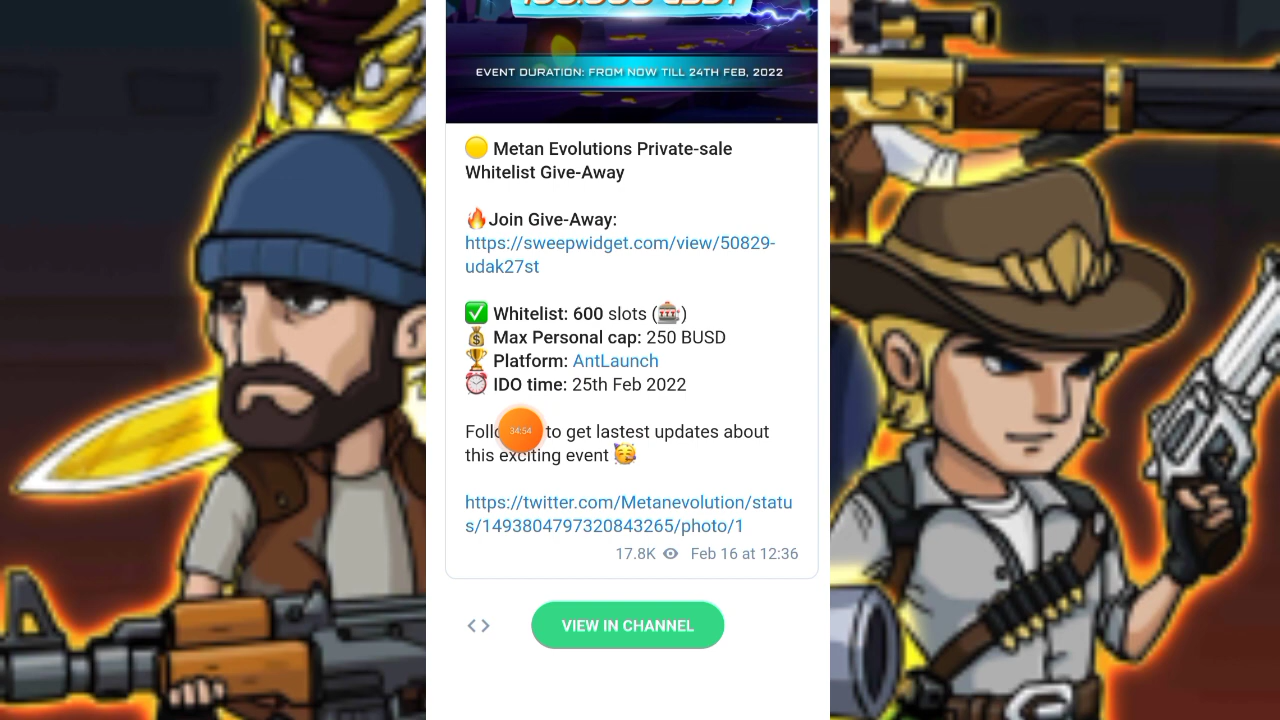 EVENT DURATION: FROM NOW TILL 24TH FEB, 2022
Metan Evolutions Private-sale
Whitelist Give-Away
Join Give-Away:
https://sweepwidget.com/view/50829-
udak27st
Whitelist: 600 slots (🎰)
Max Personal cap: 250 BUSD
Platform: AntLaunch
IDO time: 25th Feb 2022
34:54
to get lastest updates about
this exciting event
https://twitter.com/Metanevolution/statu
s/1493804797320843265/photo/1
17.8K Feb 16 at 12:36
VIEW IN CHANNEL